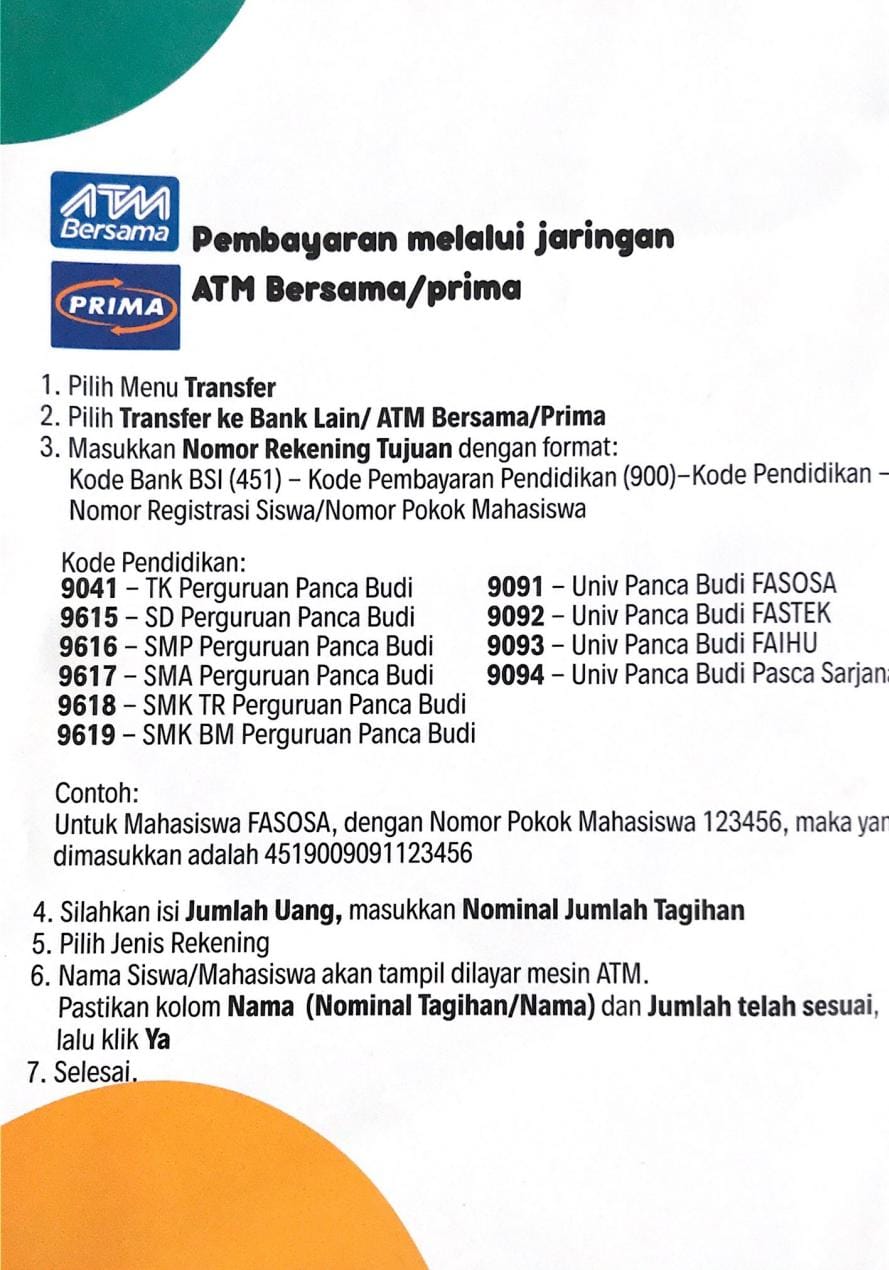 ATM
Bersama
PRIMA
Pembayaran melalui jaringan
ATM Bersama/prima
1. Pilih Menu Transfer
2. Pilih Transfer ke Bank Lain/ ATM Bersama/Prima
3. Masukkan Nomor Rekening Tujuan dengan format:
Kode Bank BSI (451) – Kode Pembayaran Pendidikan (900)–Kode Pendidikan –
Nomor Registrasi Siswa/Nomor Pokok Mahasiswa
Kode Pendidikan:
9041 – TK Perguruan Panca Budi
9615 – SD Perguruan Panca Budi
9616 – SMP Perguruan Panca Budi
9617 – SMA Perguruan Panca Budi
9618 – SMK TR Perguruan Panca Budi
9619 – SMK BM Perguruan Panca Budi
9091 – Univ Panca Budi FASOSA
9092 – Univ Panca Budi FASTEK
9093 – Univ Panca Budi FAIHU
9094 – Univ Panca Budi Pasca Sarjana
Contoh:
Untuk Mahasiswa FASOSA, dengan Nomor Pokok Mahasiswa 123456, maka yan
dimasukkan adalah 4519009091123456
4. Silahkan isi Jumlah Uang, masukkan Nominal Jumlah Tagihan
5. Pilih Jenis Rekening
6. Nama Siswa/Mahasiswa akan tampil dilayar mesin ATM.
Pastikan kolom Nama (Nominal Tagihan/Nama) dan Jumlah telah sesuai,
lalu klik Ya
7. Selesai.